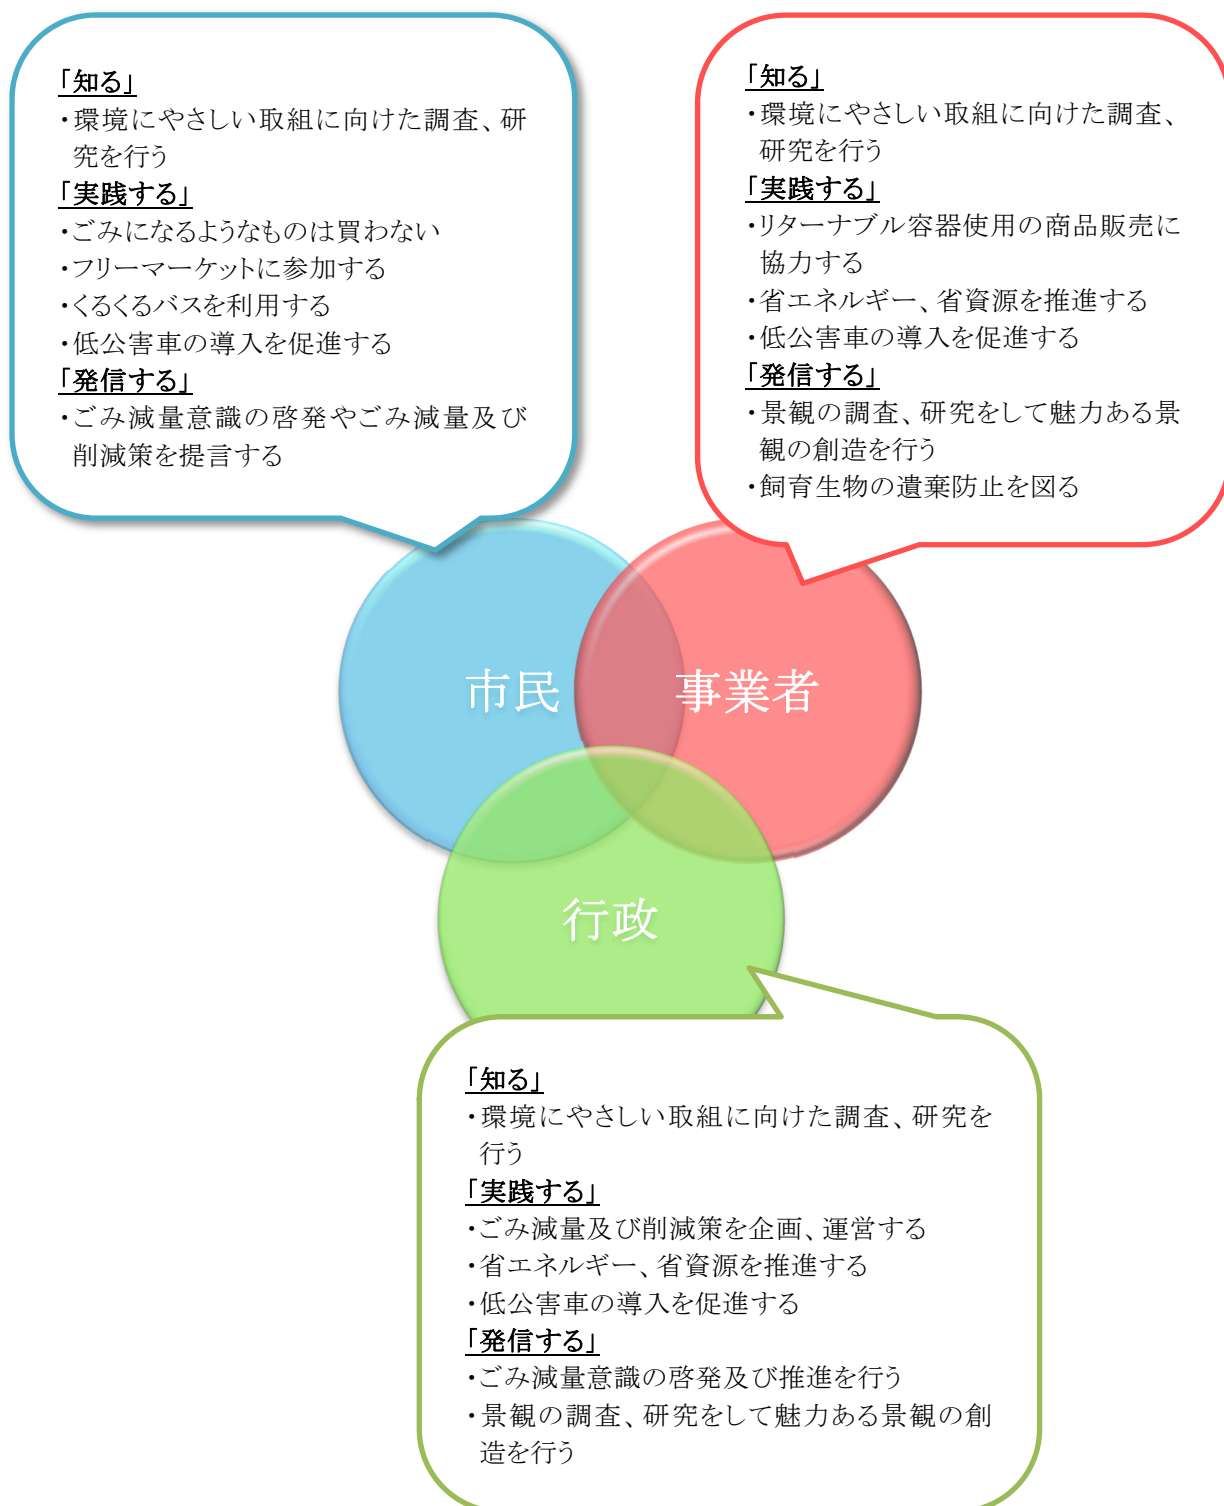 「知る」
・環境にやさしい取組に向けた調査、研
究を行う
「実践する」
・ごみになるようなものは買わない
・フリーマーケットに参加する
・くるくるバスを利用する
・低公害車の導入を促進する
「発信する」
・ごみ減量意識の啓発やごみ減量及び
削減策を提言する
「知る」
・環境にやさしい取組に向けた調査、
研究を行う
「実践する」
・リターナブル容器使用の商品販売に
協力する
・省エネルギー、省資源を推進する
・低公害車の導入を促進する
「発信する」
・景観の調査、研究をして魅力ある景
観の創造を行う
・飼育生物の遺棄防止を図る
市民
事業者
行政
「知る」
・環境にやさしい取組に向けた調査、研究を
行う
「実践する」
・ごみ減量及び削減策を企画、運営する
・省エネルギー、省資源を推進する
・低公害車の導入を促進する
「発信する」
・ごみ減量意識の啓発及び推進を行う
・景観の調査、研究をして魅力ある景観の創
造を行う